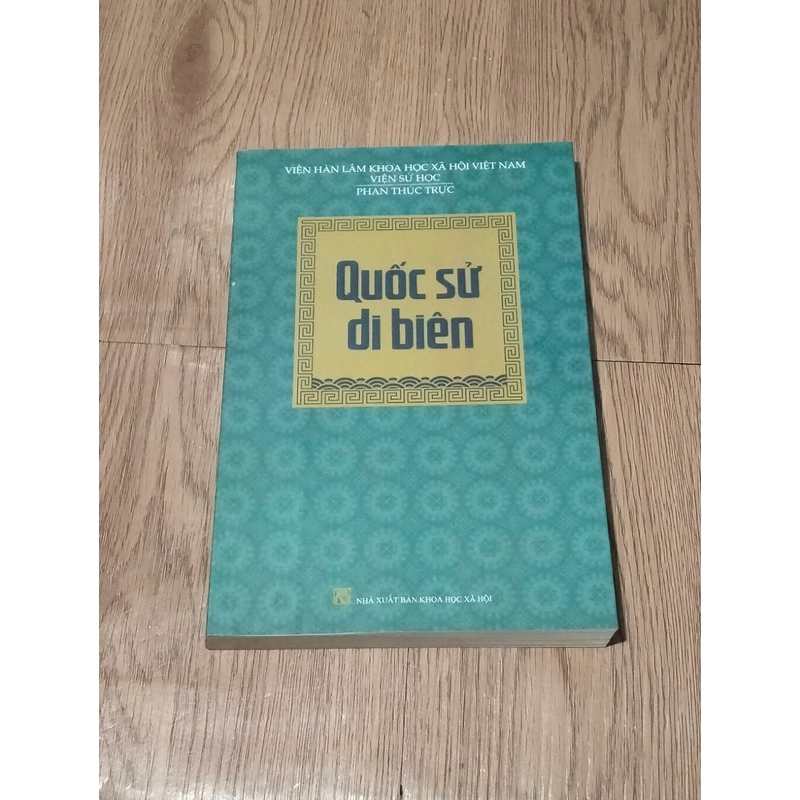 VIỆN HÀN LÂM KHOA HỌC XÃ HỘI VIỆT NAM
VIỆN SỬ HỌC
PHAN THÚC TRỰC
Quốc sử
di biên
NHÀ XUẤT BẢN KHOA HỌC XÃ HỘI